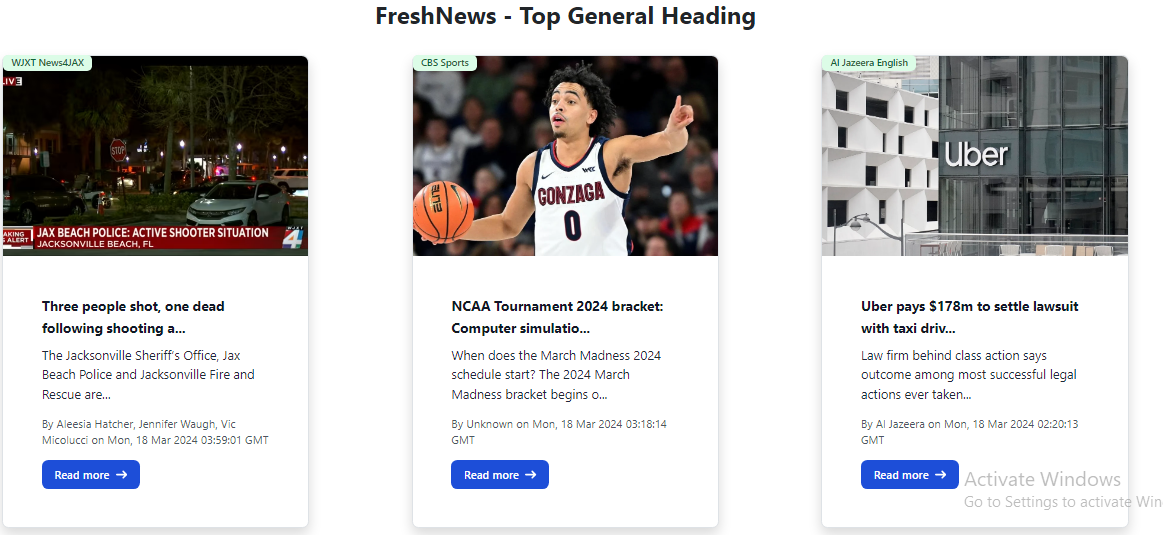 FreshNews - Top General Heading
WJXT News4JAX
LIVE
STOP
JAX BEACH POLICE: ACTIVE SHOOTER SITUATION
JACKSONVILLE BEACH, FL
WJXT
4
Three people shot, one dead
following shooting a...
The Jacksonville Sheriff's Office, Jax
Beach Police and Jacksonville Fire and
Rescue are...
By Aleesia Hatcher, Jennifer Waugh, Vic
Micolucci on Mon, 18 Mar 2024 03:59:01 GMT
Read more →
CBS Sports
ELITE
WCC
GONZAGA
0
NCAA Tournament 2024 bracket:
Computer simulatio...
When does the March Madness 2024
schedule start? The 2024 March
Madness bracket begins o...
By Unknown on Mon, 18 Mar 2024 03:18:14
GMT
Read more →
Al Jazeera English
Uber
Uber pays $178m to settle lawsuit
with taxi driv...
Law firm behind class action says
outcome among most successful legal
actions ever taken...
By Al Jazeera on Mon, 18 Mar 2024 02:20:13
GMT
Read more →
Activate Windows
Go to Settings to activate Win